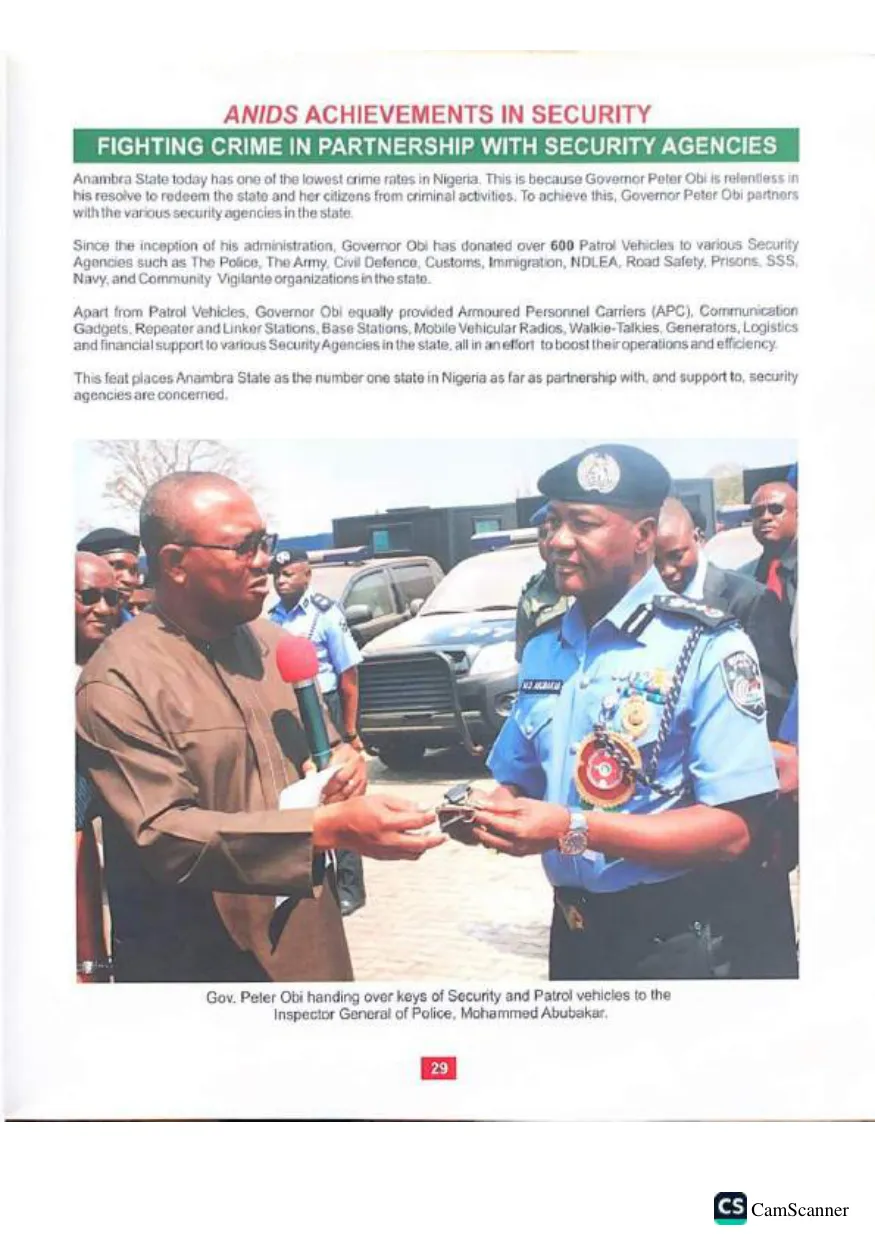 ANIDS ACHIEVEMENTS IN SECURITY
FIGHTING CRIME IN PARTNERSHIP WITH SECURITY AGENCIES
Anambra State today has one of the lowest crime rates in Nigeria. This is because Governor Peter Obi is relentless in
his resolve to redeem the state and her citizens from criminal activities. To achieve this, Governor Peter Obi partners
with the various security agencies in the state.
Since the inception of his administration, Governor Obi has donated over 600 Patrol Vehicles to various Security
Agencies such as The Police, The Army, Civil Defence, Customs, Immigration, NDLEA, Road Safety, Prisons, SSS,
Navy, and Community Vigilante organizations in the state.
Apart from Patrol Vehicles, Governor Obi equally provided Armoured Personnel Carriers (APC), Communication
Gadgets, Repeater and Linker Stations, Base Stations, Mobile Vehicular Radios, Walkie-Talkies, Generators, Logistics
and financial support to various Security Agencies in the state, all in an effort to boost their operations and efficiency.
This feat places Anambra State as the number one state in Nigeria as far as partnership with, and support to, security
agencies are concerned.
M.D. ABUBAKAR
Gov. Peter Obi handing over keys of Security and Patrol vehicles to the
Inspector General of Police, Mohammed Abubakar.
29
CS CamScanner